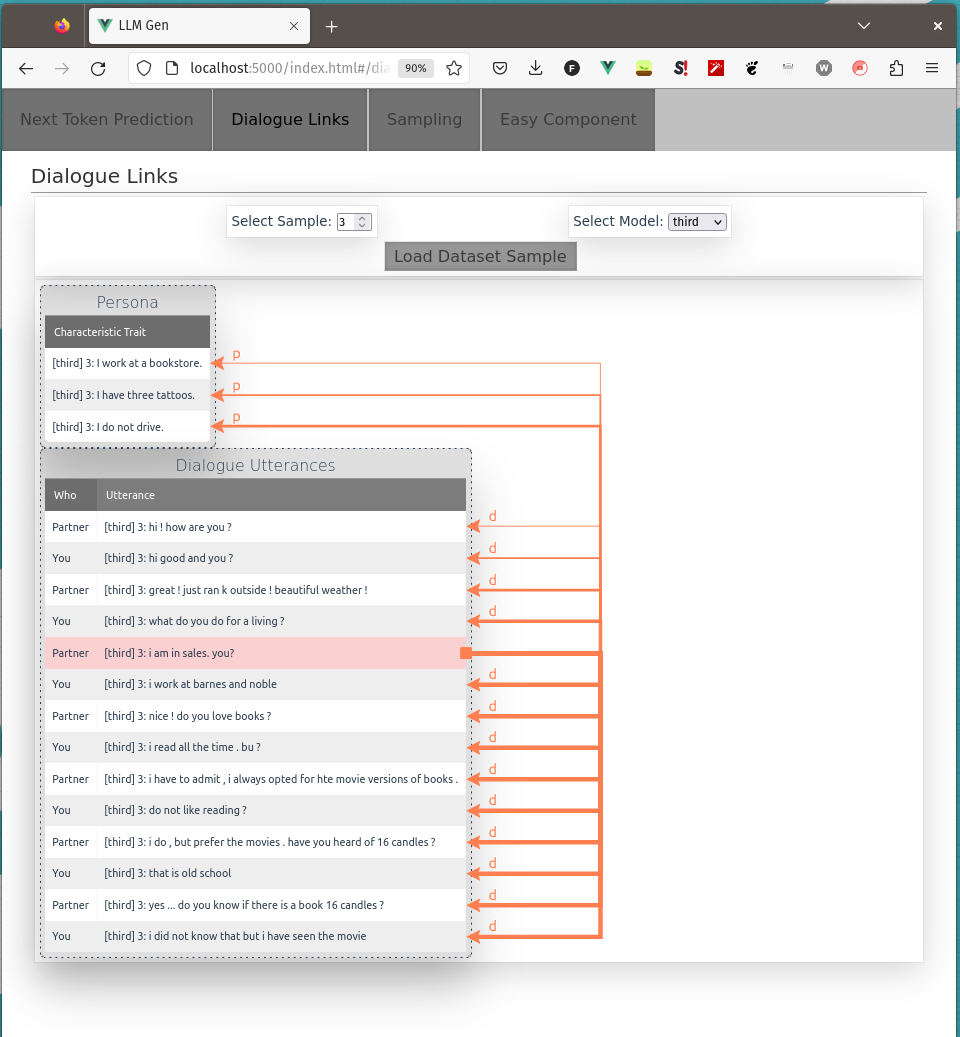 LLM Gen
localhost:5000/index.html#/dia
90%
Next Token Prediction
Dialogue Links
Sampling
Easy Component
Dialogue Links
Select Sample: 3
Select Model: third
Load Dataset Sample
Persona
Characteristic Trait
[third] 3: I work at a bookstore.
p
[third] 3: I have three tattoos.
p
[third] 3: I do not drive.
p
Dialogue Utterances
Who Utterance
Partner [third] 3: hi ! how are you ?
d
You [third] 3: hi good and you ?
d
Partner [third] 3: great ! just ran k outside ! beautiful weather !
d
You [third] 3: what do you do for a living ?
d
Partner [third] 3: i am in sales. you?
You [third] 3: i work at barnes and noble
d
Partner [third] 3: nice ! do you love books ?
d
You [third] 3: i read all the time . bu ?
d
Partner [third] 3: i have to admit , i always opted for hte movie versions of books .
d
You [third] 3: do not like reading ?
d
Partner [third] 3: i do , but prefer the movies . have you heard of 16 candles ?
d
You [third] 3: that is old school
d
Partner [third] 3: yes ... do you know if there is a book 16 candles ?
d
You [third] 3: i did not know that but i have seen the movie
d